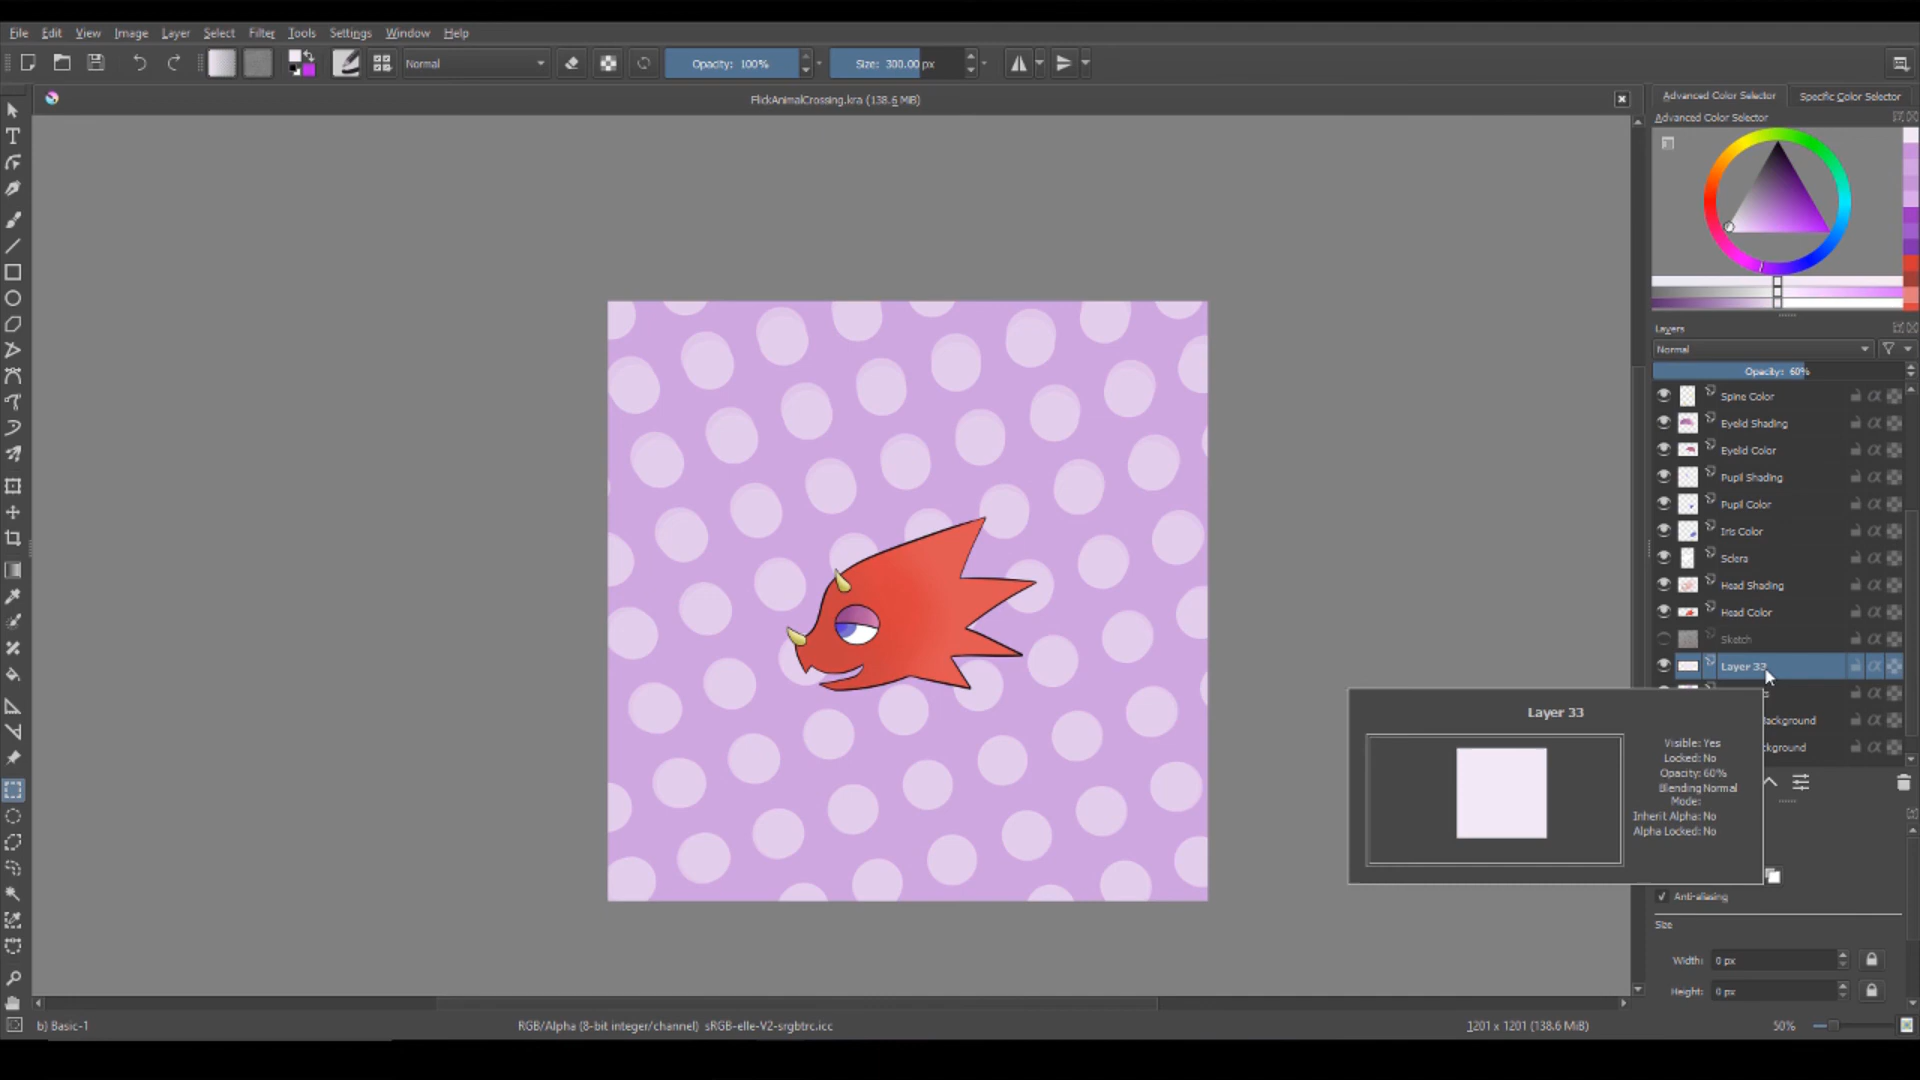 File Edit View Image Layer Select Filter Tools Settings Window Help
Normal
Opacity: 100%
Size: 300.00 px
FlickAnimalCrossing.kra (138.6 MiB)
Advanced Color Selector
Specific Color Selector
Advanced Color Selector
Layers
Normal
Opacity: 60%
Spine Color
Eyelid Shading
Eyelid Color
Pupil Shading
Pupil Color
Iris Color
Sclera
Head Shading
Head Color
Sketch
Layer 33
Layer 33
Visible: Yes
Locked: No
Opacity: 60%
Blending Normal
Mode:
Inherit Alpha: No
Alpha Locked: No
Anti-aliasing
Size
Width: 0 px
Height: 0 px
b) Basic-1
RGB/Alpha (8-bit integer/channel) sRGB-elle-V2-srgbtrc.icc
1201 x 1201 (138.6 MiB)
50%